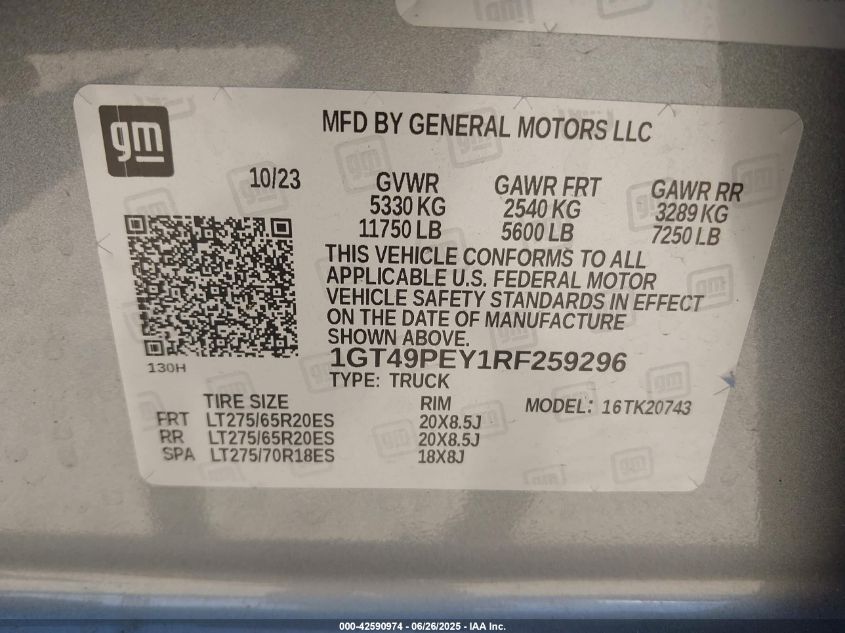 gm
MFD BY GENERAL MOTORS LLC
10/23 GVWR GAWR FRT GAWR RR
5330 KG 2540 KG 3289 KG
11750 LB 5600 LB 7250 LB
THIS VEHICLE CONFORMS TO ALL
APPLICABLE U.S. FEDERAL MOTOR
VEHICLE SAFETY STANDARDS IN EFFECT
ON THE DATE OF MANUFACTURE
SHOWN ABOVE.
1GT49PEY1RF259296
130H
TYPE: TRUCK
TIRE SIZE RIM MODEL: 16TK20743
FRT LT275/65R20ES 20X8.5J
RR LT275/65R20ES 20X8.5J
SPA LT275/70R18ES 18X8J
000-42590974 / 06/26/2025 - IAA Inc.